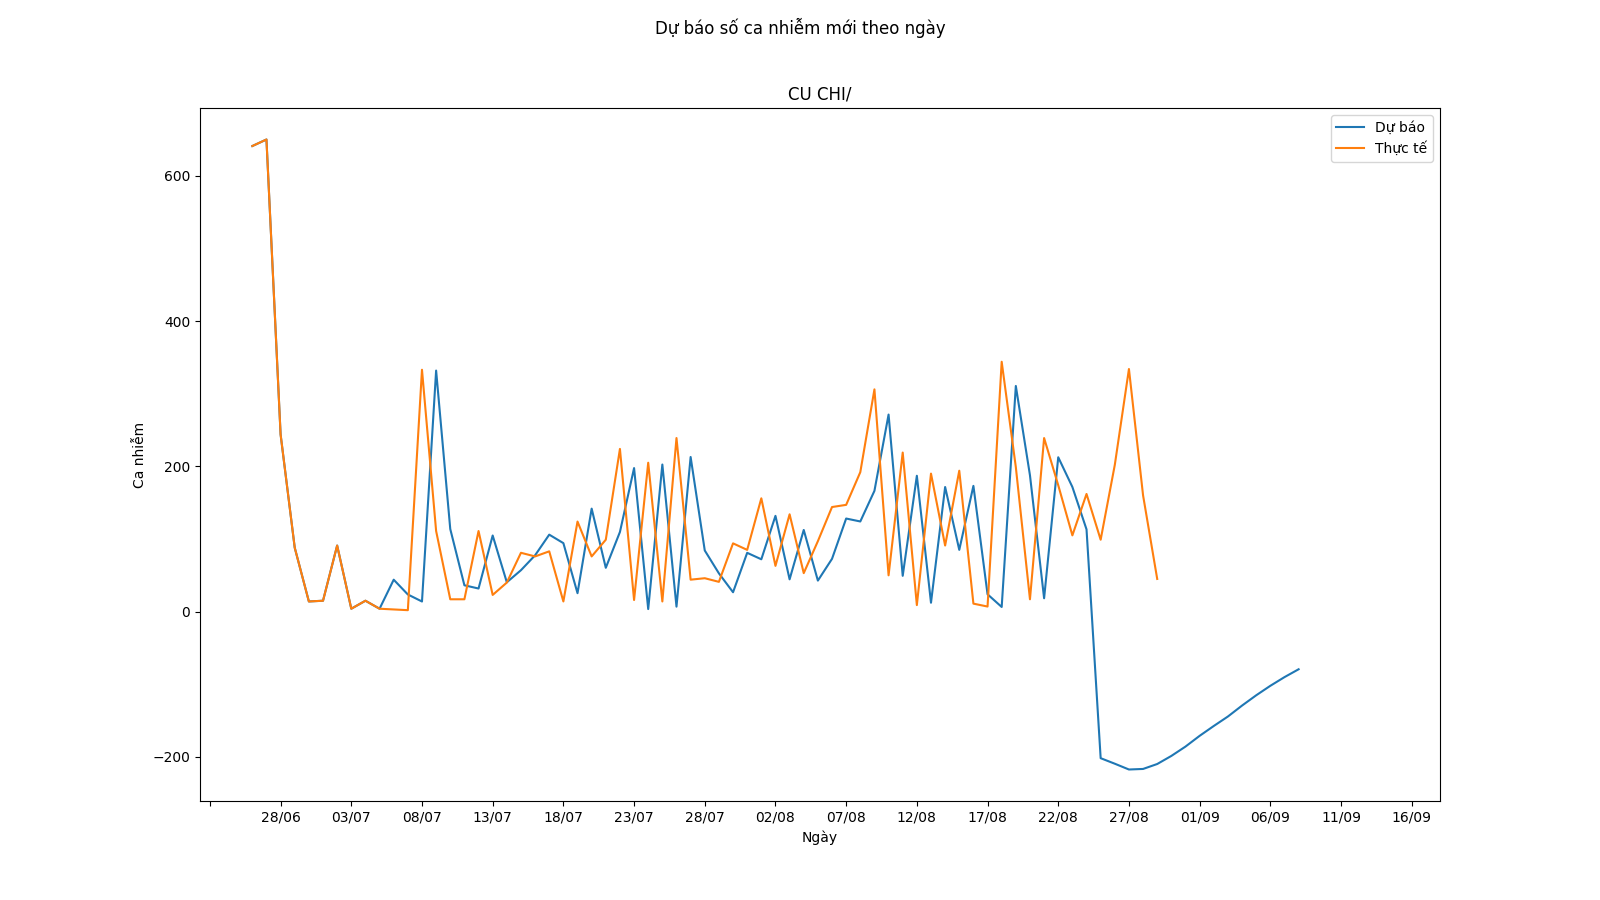 Dự báo số ca nhiễm mới theo ngày
CU CHI/
Dự báo
Thực tế
600
400
200
0
−200
Ca nhiễm
28/06 03/07 08/07 13/07 18/07 23/07 28/07 02/08 07/08 12/08 17/08 22/08 27/08 01/09 06/09 11/09 16/09
Ngày